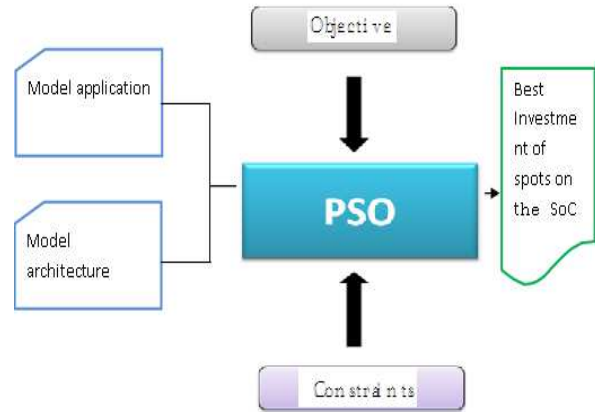 Objective
Model application
Best
Investme
nt of
spots on
the SoC
PSO
Model
architecture
Constraints